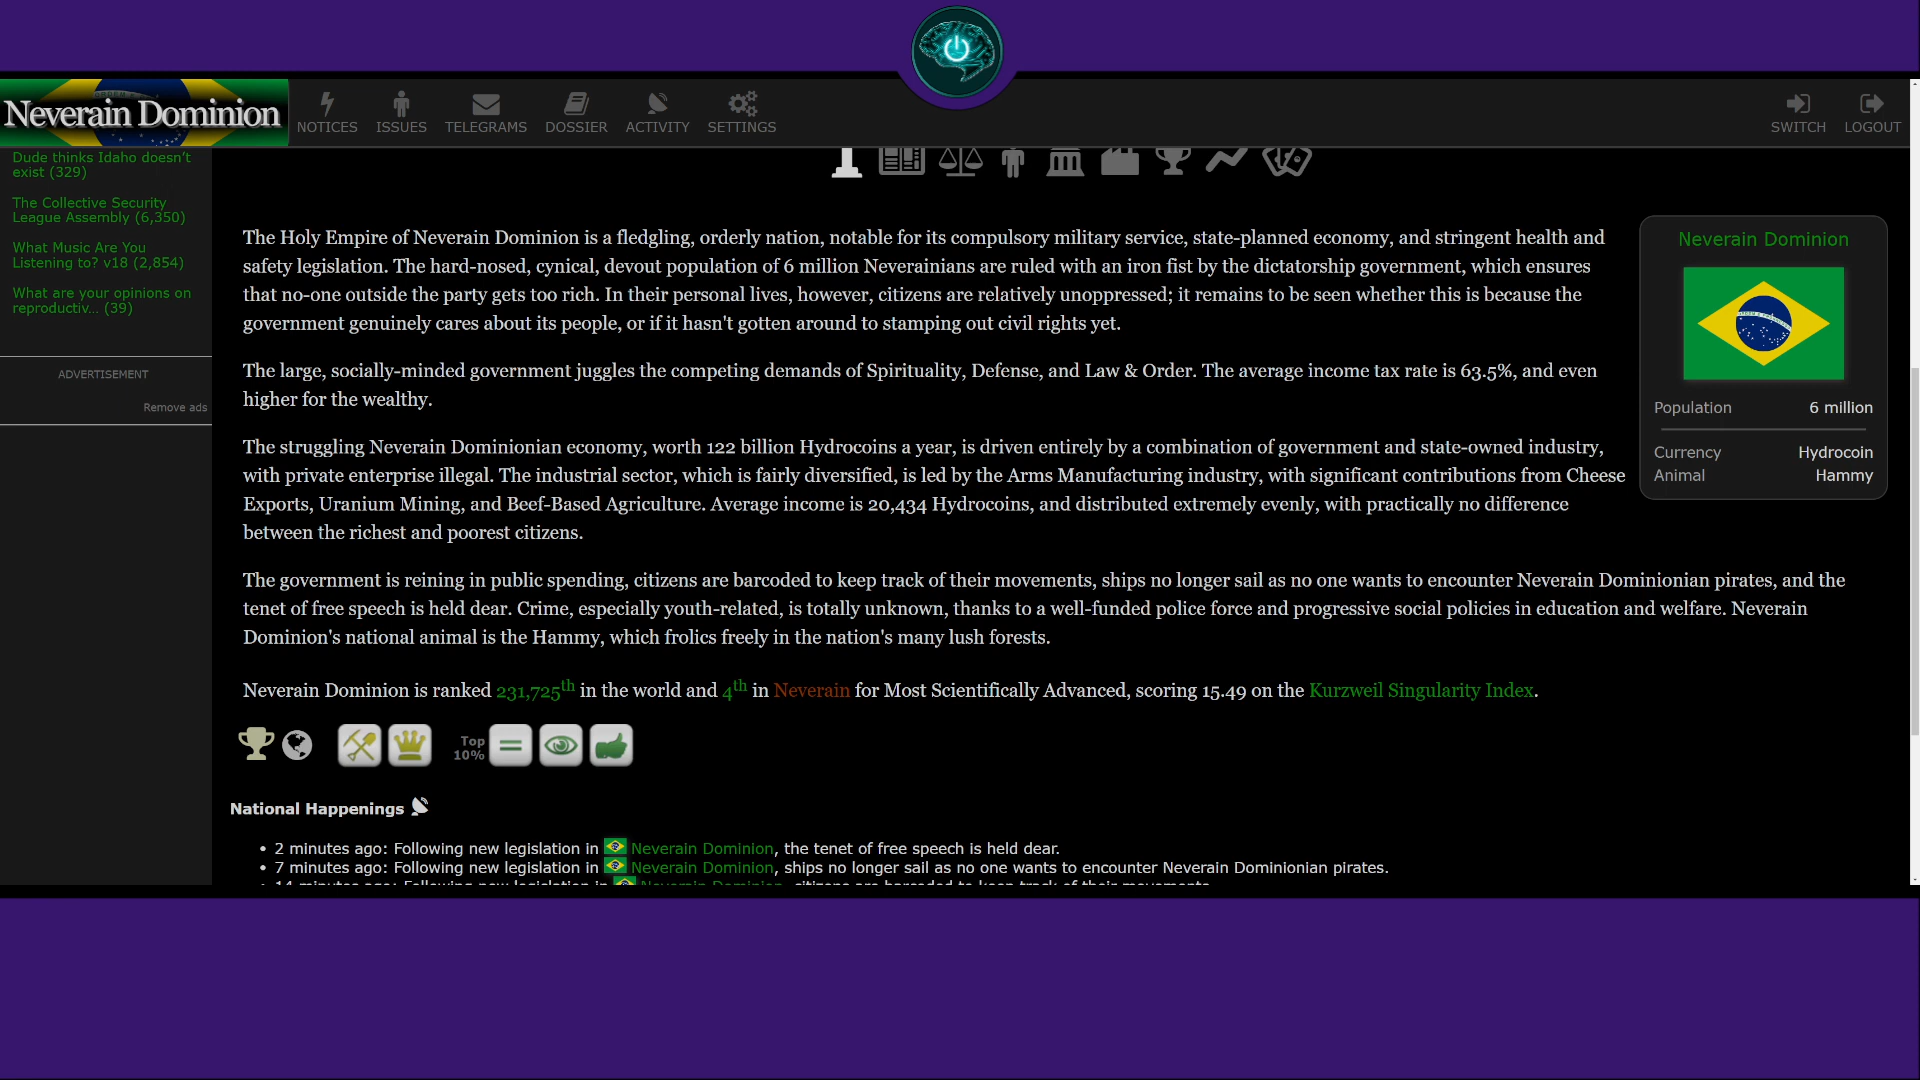 Neverain Dominion
NOTICES
ISSUES
TELEGRAMS
DOSSIER
ACTIVITY
SETTINGS
SWITCH
LOGOUT
Dude thinks Idaho doesn't
exist (329)
The Collective Security
League Assembly (6,350)
What Music Are You
Listening to? v18 (2,854)
What are your opinions on
reproductiv... (39)
ADVERTISEMENT
Remove ads
The Holy Empire of Neverain Dominion is a fledgling, orderly nation, notable for its compulsory military service, state-planned economy, and stringent health and
safety legislation. The hard-nosed, cynical, devout population of 6 million Neverainians are ruled with an iron fist by the dictatorship government, which ensures
that no-one outside the party gets too rich. In their personal lives, however, citizens are relatively unoppressed; it remains to be seen whether this is because the
government genuinely cares about its people, or if it hasn't gotten around to stamping out civil rights yet.
The large, socially-minded government juggles the competing demands of Spirituality, Defense, and Law & Order. The average income tax rate is 63.5%, and even
higher for the wealthy.
The struggling Neverain Dominionian economy, worth 122 billion Hydrocoins a year, is driven entirely by a combination of government and state-owned industry,
with private enterprise illegal. The industrial sector, which is fairly diversified, is led by the Arms Manufacturing industry, with significant contributions from Cheese
Exports, Uranium Mining, and Beef-Based Agriculture. Average income is 20,434 Hydrocoins, and distributed extremely evenly, with practically no difference
between the richest and poorest citizens.
The government is reining in public spending, citizens are barcoded to keep track of their movements, ships no longer sail as no one wants to encounter Neverain Dominionian pirates, and the
tenet of free speech is held dear. Crime, especially youth-related, is totally unknown, thanks to a well-funded police force and progressive social policies in education and welfare. Neverain
Dominion's national animal is the Hammy, which frolics freely in the nation's many lush forests.
Neverain Dominion is ranked 231,725th in the world and 4th in Neverain for Most Scientifically Advanced, scoring 15.49 on the Kurzweil Singularity Index.
Top
10%
National Happenings
• 2 minutes ago: Following new legislation in Neverain Dominion, the tenet of free speech is held dear.
• 7 minutes ago: Following new legislation in Neverain Dominion, ships no longer sail as no one wants to encounter Neverain Dominionian pirates.
• 14 minutes ago: Following new legislation in Neverain Dominion, citizens are barcoded to keep track of their movements.
Neverain Dominion
Population 6 million
Currency Hydrocoin
Animal Hammy